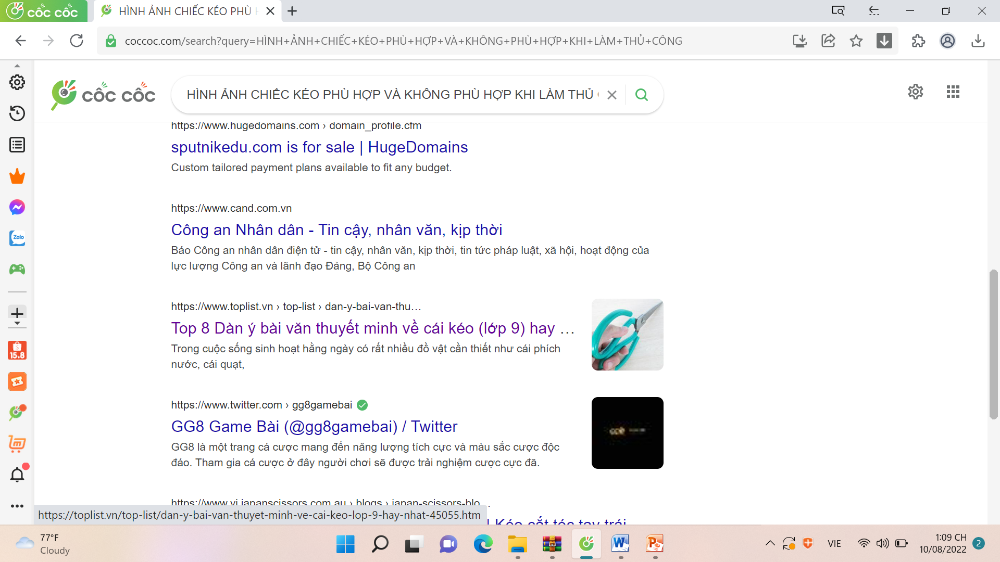 cốc cốc
HÌNH ẢNH CHIẾC KÉO PHÙ H
coccoc.com/search?query=HÌNH+ẢNH+CHIẾC+KÉO+PHÙ+HỢP+VÀ+KHÔNG+PHÙ+HỢP+KHI+LÀM+THỦ+CÔNG
cốc cốc
HÌNH ẢNH CHIẾC KÉO PHÙ HỢP VÀ KHÔNG PHÙ HỢP KHI LÀM THỦ
https://www.hugedomains.com › domain_profile.cfm
sputnikedu.com is for sale | HugeDomains
Custom tailored payment plans available to fit any budget.
https://www.cand.com.vn
Công an Nhân dân - Tin cậy, nhân văn, kịp thời
Báo Công an nhân dân điện tử - tin cậy, nhân văn, kịp thời, tin tức pháp luật, xã hội, hoạt động của
lực lượng Công an và lãnh đạo Đảng, Bộ Công an
https://www.toplist.vn › top-list › dan-y-bai-van-thu...
Top 8 Dàn ý bài văn thuyết minh về cái kéo (lớp 9) hay ...
Trong cuộc sống sinh hoạt hằng ngày có rất nhiều đồ vật cần thiết như cái phích
nước, cái quạt,
https://www.twitter.com › gg8gamebai
GG8 Game Bài (@gg8gamebai) / Twitter
GG8 là một trang cá cược mang đến năng lượng tích cực và màu sắc cược độc
đáo. Tham gia cá cược ở đây người chơi sẽ được trải nghiệm cược cực đã.
https://www.vi.japanscissors.com.au › blogs › japan-scissors-blo...
Kéo cắt tóc tay trái
https://toplist.vn/top-list/dan-y-bai-van-thuyet-minh-ve-cai-keo-lop-9-hay-nhat-45055.htm
Zalo
15.8
77°F
Cloudy
VIE
1:09 CH
10/08/2022
2